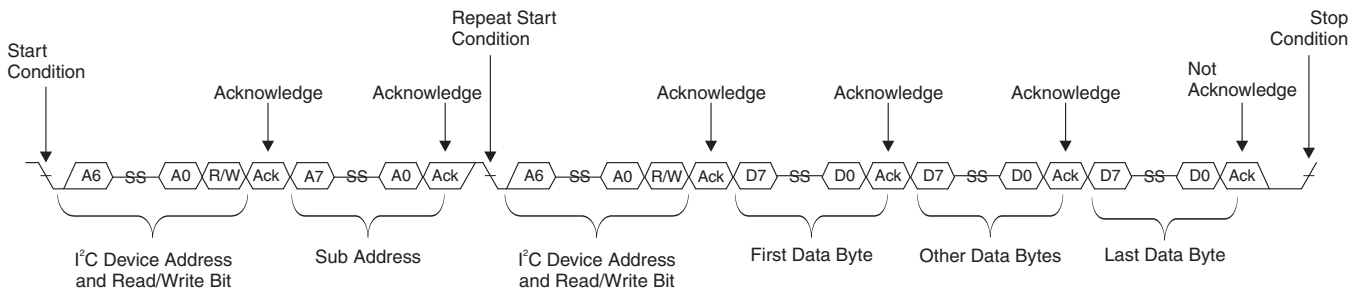 Start
Condition
Acknowledge
Acknowledge
Repeat Start
Condition
Acknowledge
Acknowledge
Acknowledge
Not
Acknowledge
Stop
Condition
A6 SS A0 R/W Ack A7 SS A0 Ack A6 SS A0 R/W Ack D7 SS D0 Ack D7 SS D0 Ack D7 SS D0 Ack
I²C Device Address
and Read/Write Bit
Sub Address
I²C Device Address
and Read/Write Bit
First Data Byte
Other Data Bytes
Last Data Byte